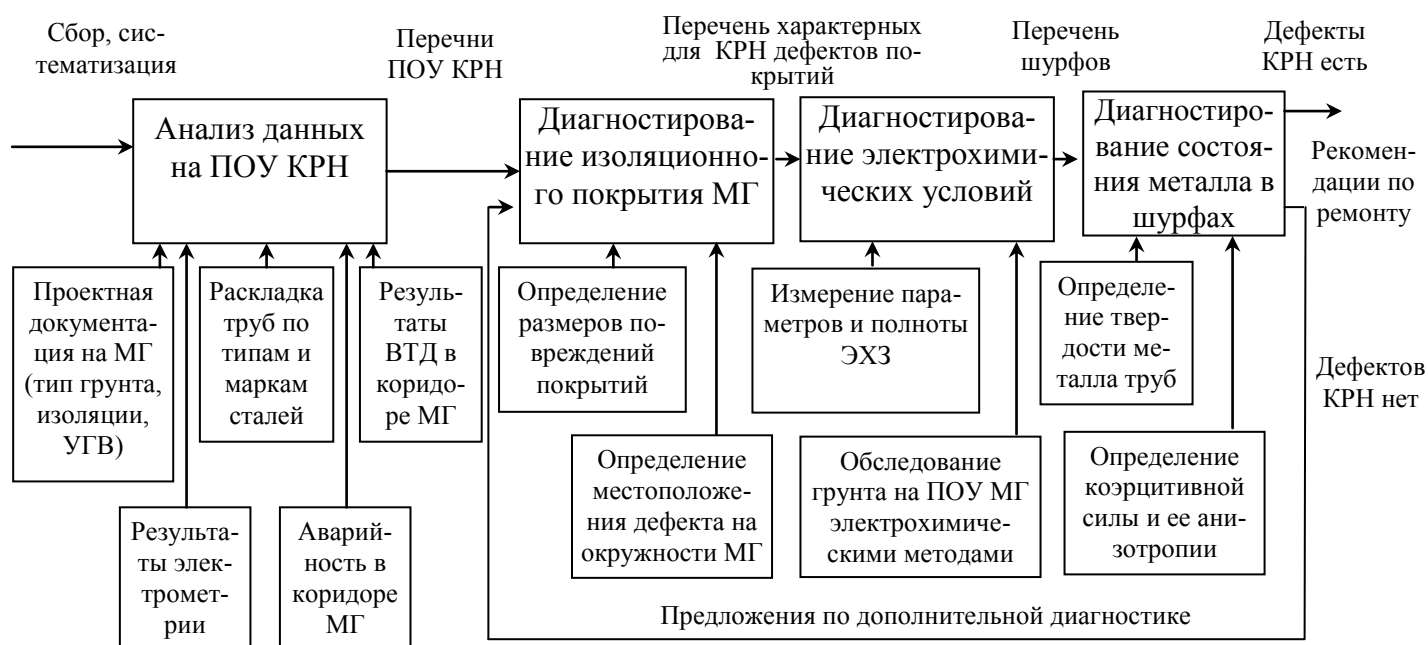 Сбор, сис-
тематизация
Перечни
ПОУ КРН
Перечень характерных
для КРН дефектов по-
крытий
Перечень
шурфов
Дефекты
КРН есть
Анализ данных
на ПОУ КРН
Диагностирова-
ние изоляционно-
го покрытия МГ
Диагностирова-
ние электрохими-
ческих условий
Диагностиро-
вание состоя-
ния металла в
шурфах
Рекомен-
дации по
ремонту
Проектная
документа-
ция на МГ
(тип грунта,
изоляции,
УГВ)
Раскладка
труб по
типам и
маркам
сталей
Резуль-
таты
ВТД в
коридо-
ре МГ
Определение
размеров по-
вреждений
покрытий
Измерение пара-
метров и полноты
ЭХЗ
Определе-
ние твер-
дости ме-
талла труб
Дефектов
КРН нет
Результа-
ты элек-
тромет-
рии
Аварий-
ность в
коридоре
МГ
Определение
местоположе-
ния дефекта на
окружности МГ
Обследование
грунта на ПОУ МГ
электрохимиче-
скими методами
Определение
коэрцитивной
силы и ее ани-
зотропии
Предложения по дополнительной диагностике